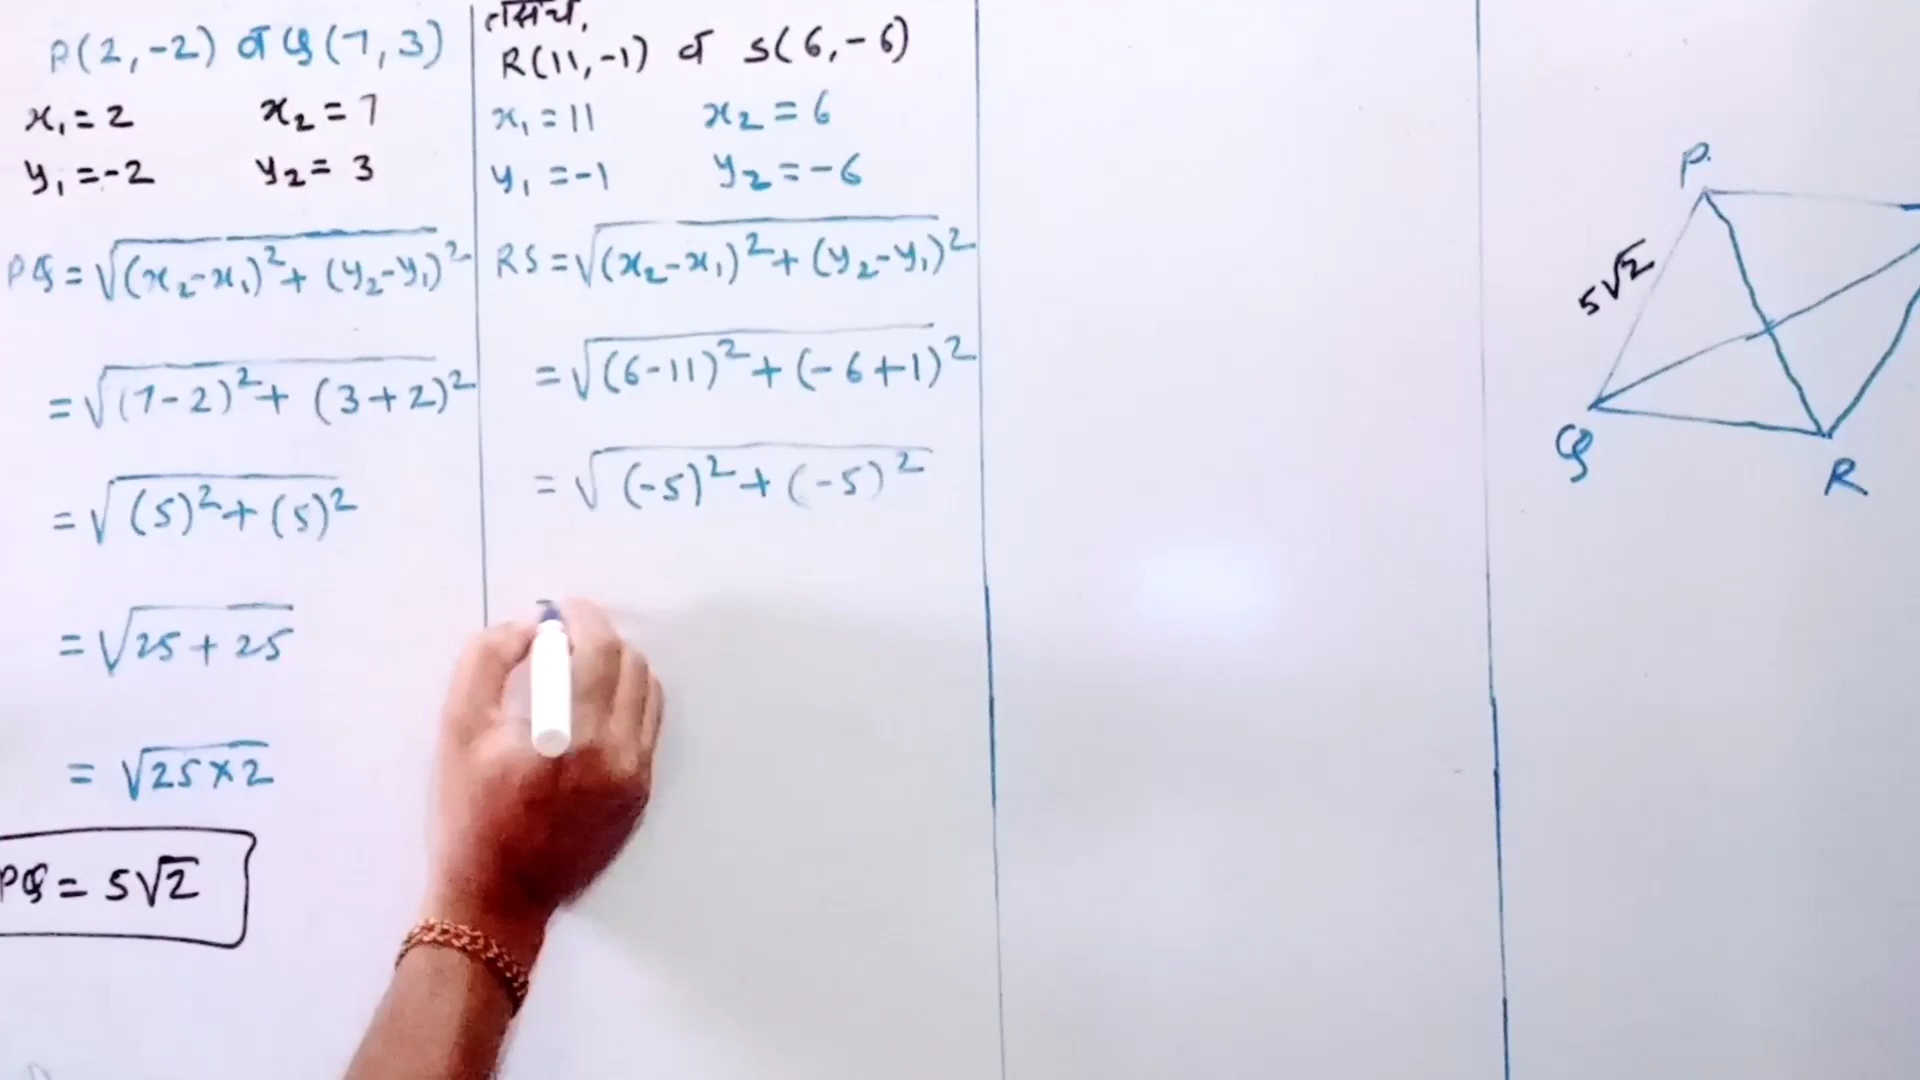 P(2,-2) व Q(7,3)
x₁=2 x₂=7
y₁=-2 y₂=3
PQ=√(x₂-x₁)²+(y₂-y₁)²
=√(7-2)²+(3+2)²
=√(5)²+(5)²
=√25+25
=√25×2
PQ=5√2
तसेच,
R(11,-1) व S(6,-6)
x₁=11 x₂=6
y₁=-1 y₂=-6
RS=√(x₂-x₁)²+(y₂-y₁)²
=√(6-11)²+(-6+1)²
=√(-5)²+(-5)²
P
5√2
Q
R